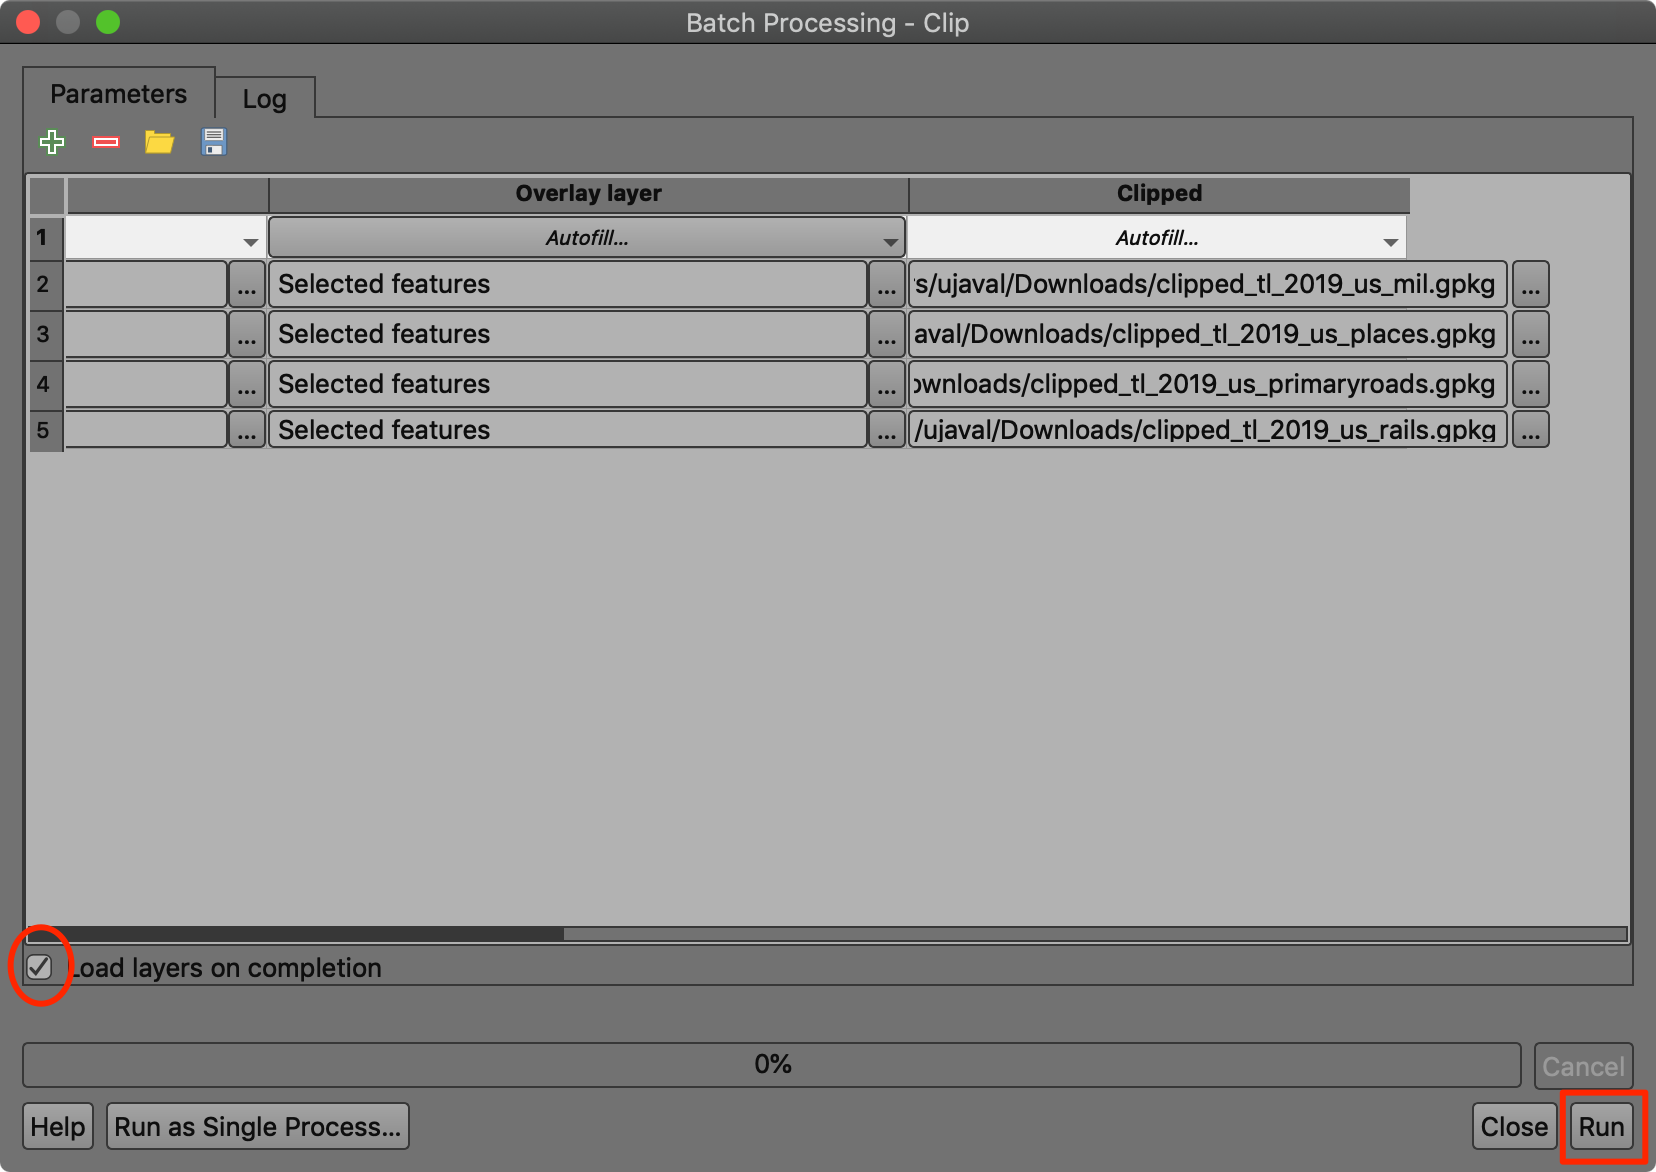 Batch Processing - Clip
Parameters
Log
Overlay layer
Clipped
1
Autofill...
Autofill...
2
...
Selected features
...
's/ujaval/Downloads/clipped_tl_2019_us_mil.gpkg
...
3
...
Selected features
...
aval/Downloads/clipped_tl_2019_us_places.gpkg
...
4
...
Selected features
...
ownloads/clipped_tl_2019_us_primaryroads.gpkg
...
5
...
Selected features
...
/ujaval/Downloads/clipped_tl_2019_us_rails.gpkg
...
Load layers on completion
0%
Cancel
Help
Run as Single Process...
Close
Run